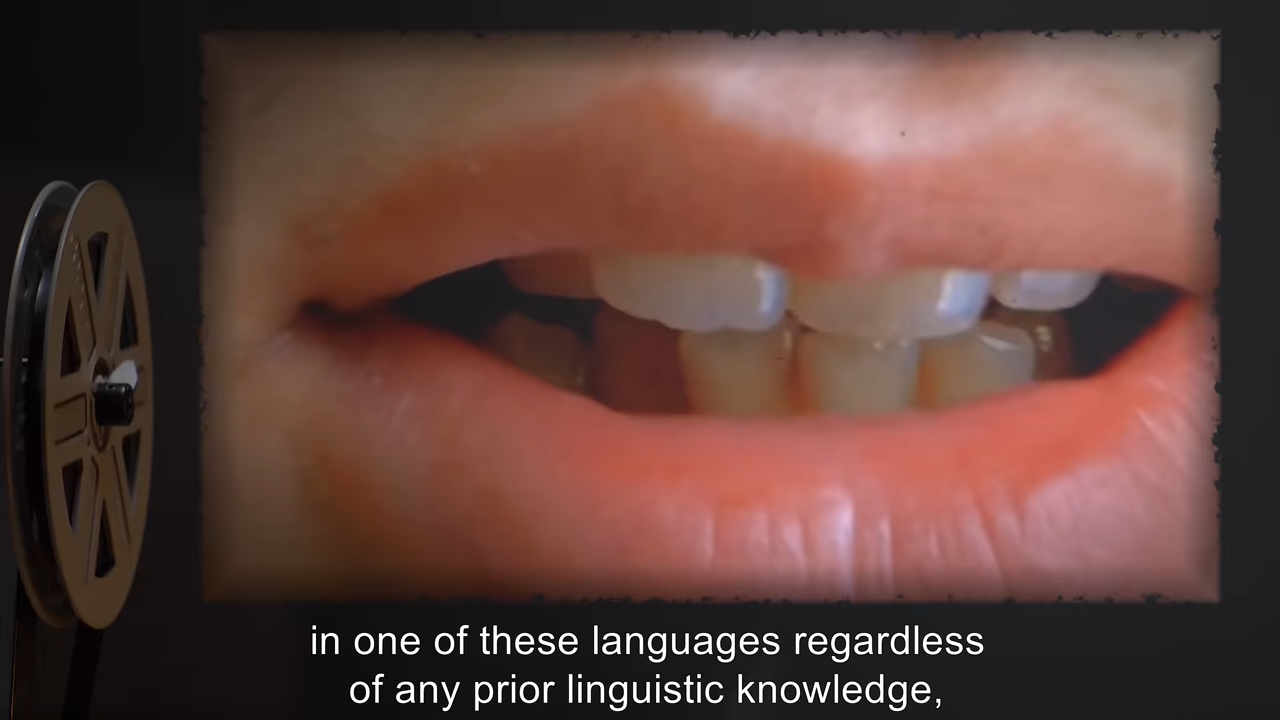 in one of these languages regardless
of any prior linguistic knowledge,